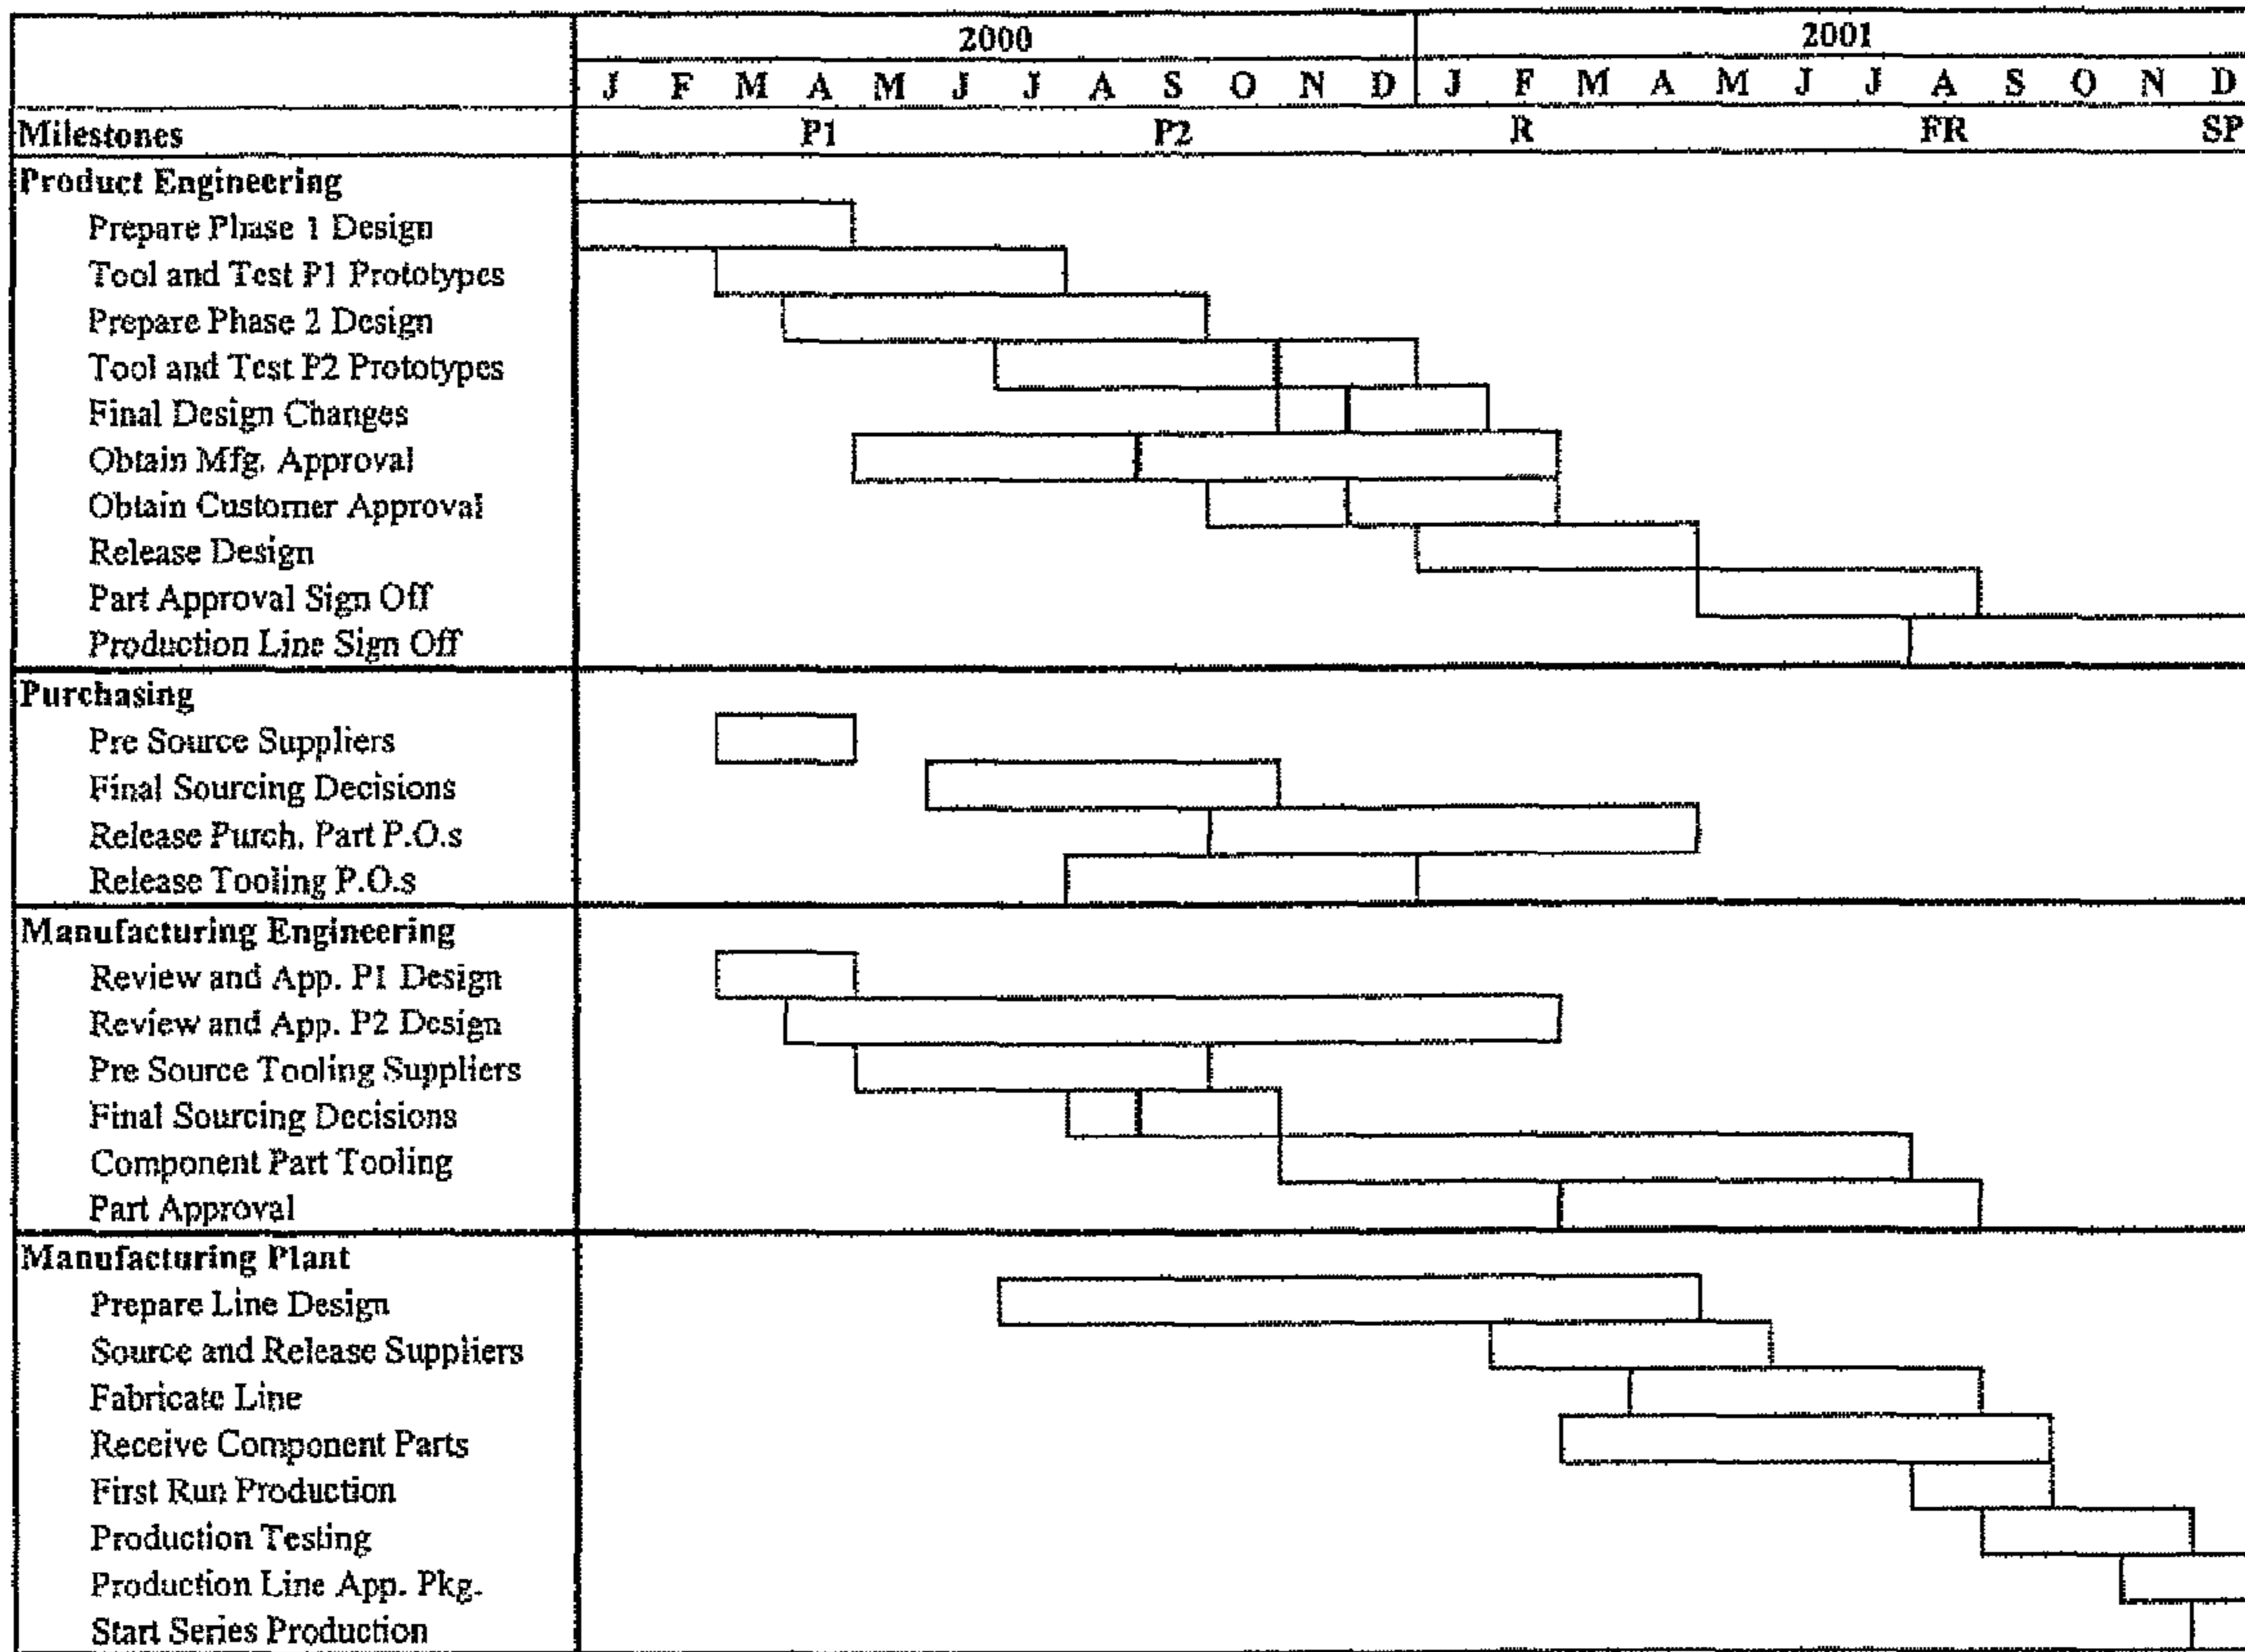 2000 2001
J F M A M J J A S O N D J F M A M J J A S O N D
Milestones P1 P2 R FR SP
Product Engineering
Prepare Phase 1 Design
Tool and Test P1 Prototypes
Prepare Phase 2 Design
Tool and Test P2 Prototypes
Final Design Changes
Obtain Mfg. Approval
Obtain Customer Approval
Release Design
Part Approval Sign Off
Production Line Sign Off
Purchasing
Pre Source Suppliers
Final Sourcing Decisions
Release Purch. Part P.O.s
Release Tooling P.O.s
Manufacturing Engineering
Review and App. P1 Design
Review and App. P2 Design
Pre Source Tooling Suppliers
Final Sourcing Decisions
Component Part Tooling
Part Approval
Manufacturing Plant
Prepare Line Design
Source and Release Suppliers
Fabricate Line
Receive Component Parts
First Run Production
Production Testing
Production Line App. Pkg.
Start Series Production